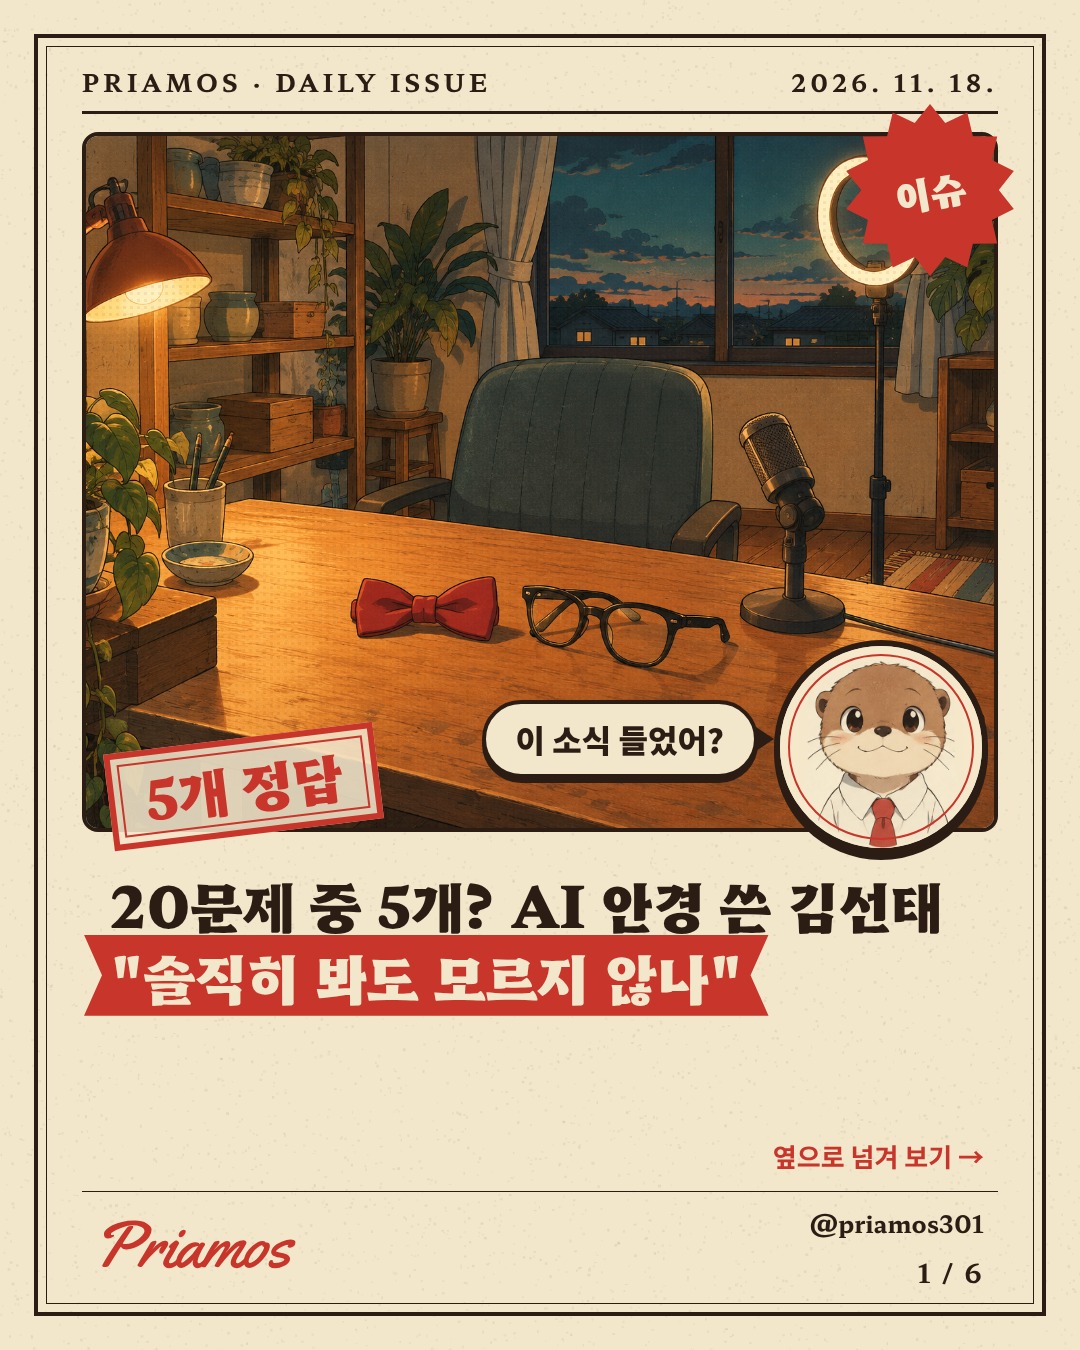 PRIAMOS · DAILY ISSUE
2026. 11. 18.
이슈
이 소식 들었어?
5개 정답
20문제 중 5개? AI 안경 쓴 김선태
"솔직히 봐도 모르지 않나"
옆으로 넘겨 보기 →
Priamos
@priamos301
1 / 6